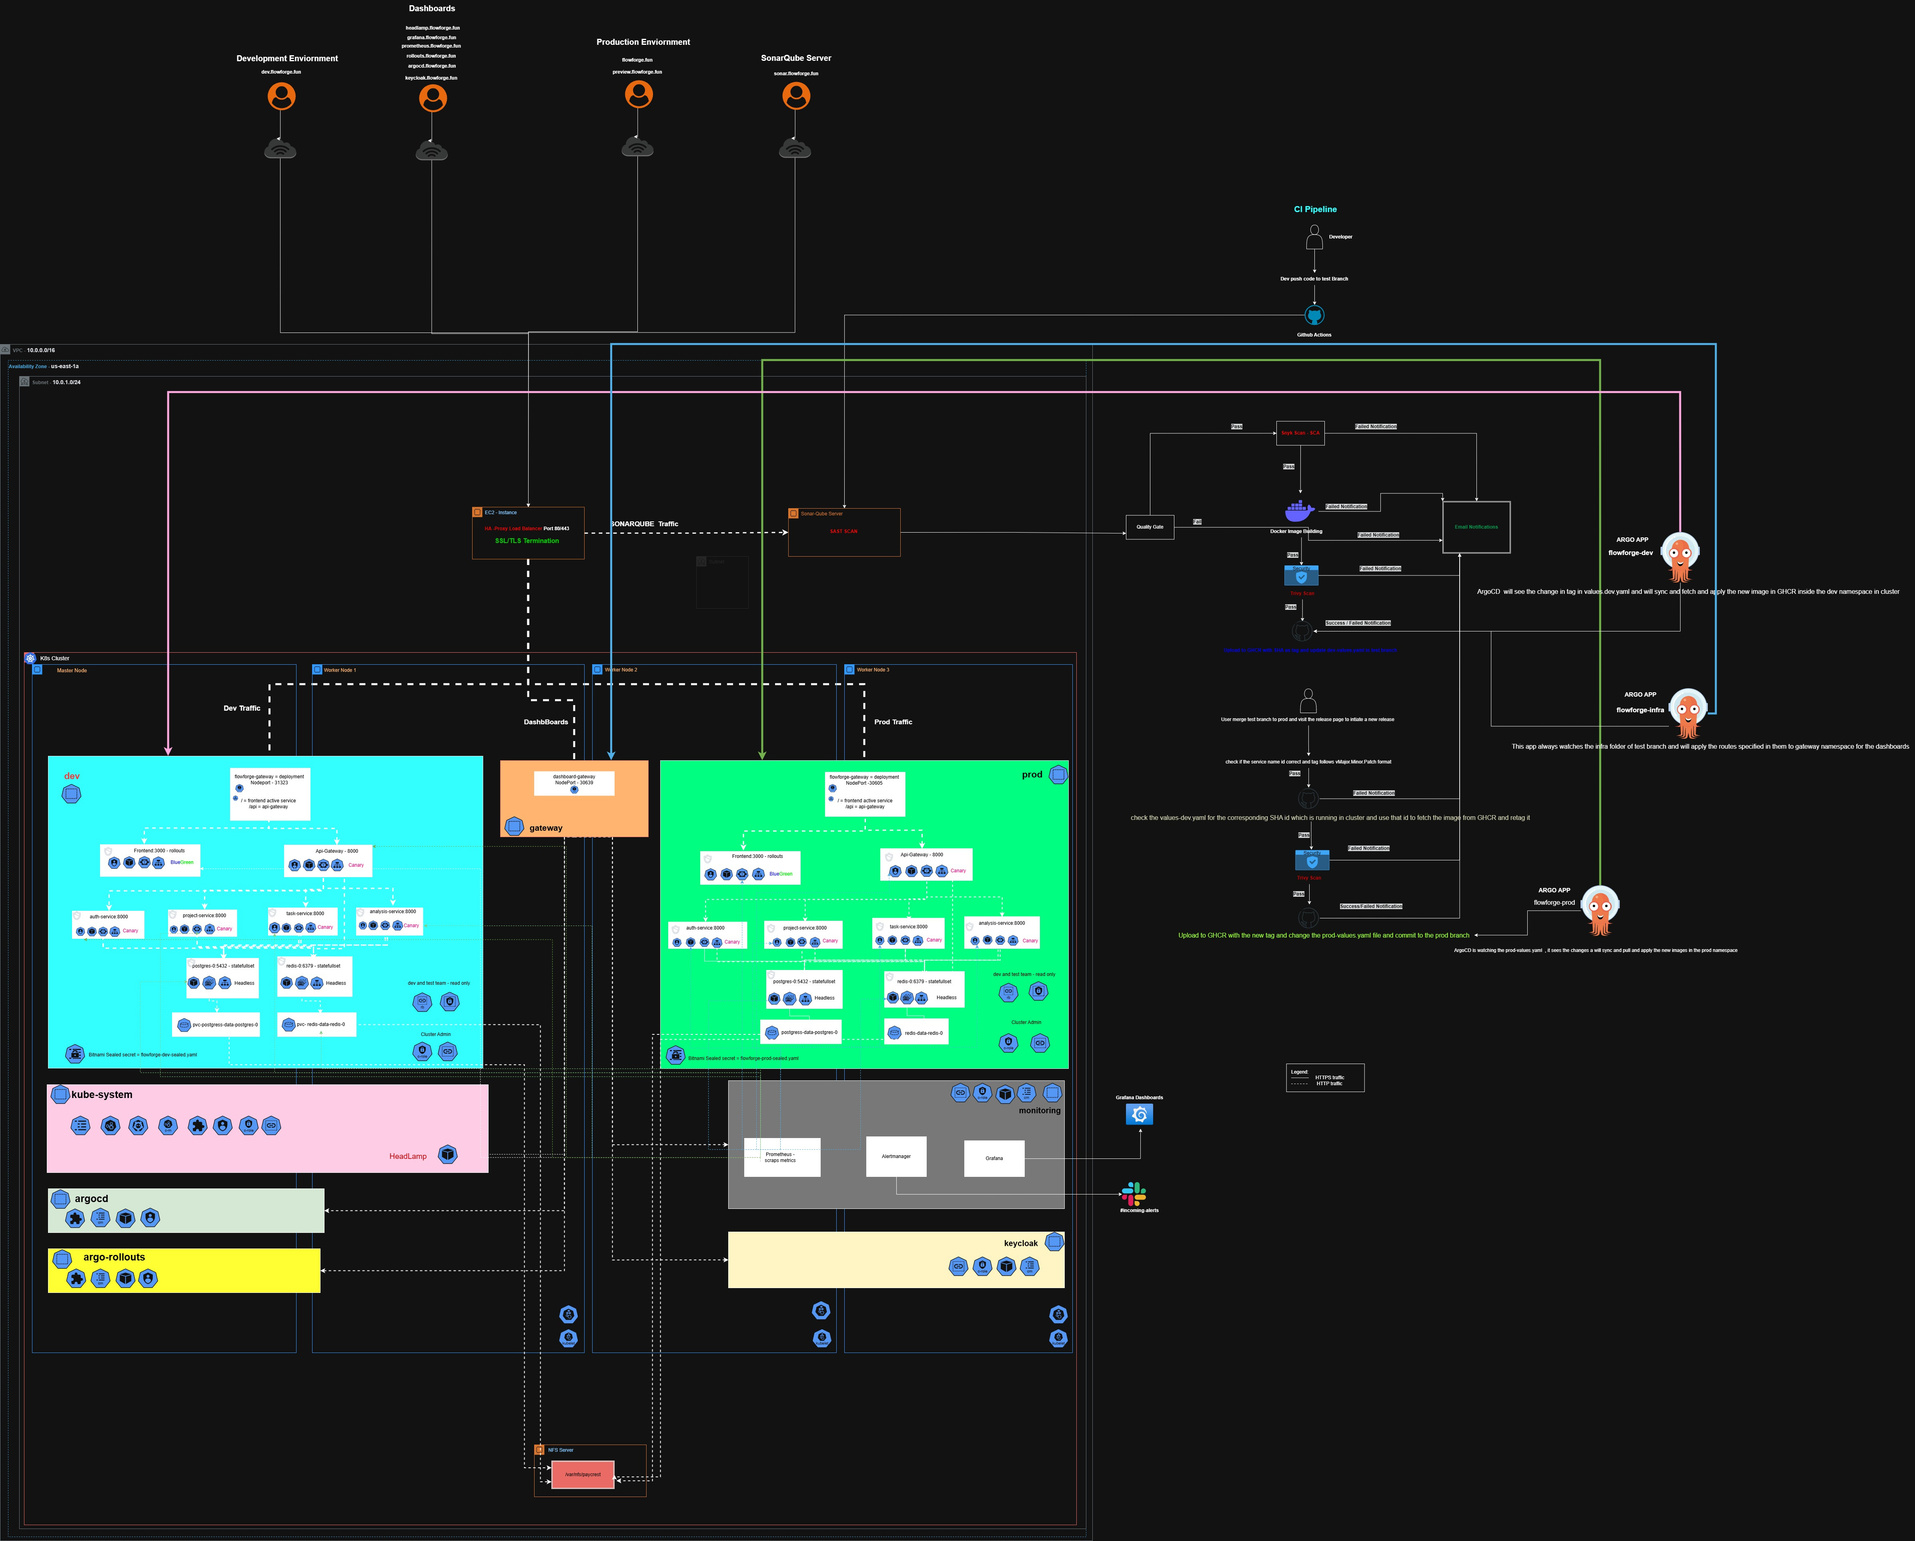 Dashboards
headlamp.flowforge.fun
grafana.flowforge.fun
prometheus.flowforge.fun
rollouts.flowforge.fun
argocd.flowforge.fun
keycloak.flowforge.fun
Development Enviornment
dev.flowforge.fun
Production Enviornment
flowforge.fun
preview.flowforge.fun
SonarQube Server
sonar.flowforge.fun
CI Pipeline
Developer
Dev push code to test Branch
Github Actions
VPC - 10.0.0.0/16
Availability Zone - us-east-1a
Subnet - 10.0.1.0/24
EC2 - Instance
HA- Proxy Load Balancer Port 80/443
SSL/TLS Termination
SONARQUBE Traffic
Sonar-Qube Server
SAST SCAN
Quality Gate
Pass
Fail
Snyk Scan - SCA
Failed Notification
Pass
Docker Image Building
Failed Notification
Failed Notification
Email Notifications
Pass
Security
Failed Notification
Trivy Scan
Pass
Success / Failed Notification
ARGO APP
flowforge-dev
ArgoCD will see the change in tag in values.dev.yaml and will sync and fetch and apply the new image in GHCR inside the dev namespace in cluster
ARGO APP
flowforge-infra
This app always watches the infra folder of test branch and will apply the routes specified in them to gateway namespace for the dashboards
User merge test branch to prod and visit the release page to intiate a new release
check if the service name id correct and tag follows vMajor.Minor.Patch format
Pass
Failed Notification
check the values-dev.yaml for the corresponding SHA id which is running in cluster and use that id to fetch the image from GHCR and retag it
Pass
Failed Notification
Security
Trivy Scan
Pass
Success/Failed Notification
Upload to GHCR with the new tag and change the prod-values.yaml file and commit to the prod branch
ARGO APP
flowforge-prod
ArgoCD is watching the prod-values.yaml , it sees the changes a will sync and pull and apply the new images in the prod namespace
K8s Cluster
Master Node
Worker Node 1
Worker Node 2
Worker Node 3
Dev Traffic
DashbBoards
Prod Traffic
dev
flowforge-gateway = deployment
Nodeport - 31323
/ = frontend active service
/api = api-gateway
Frontend:3000 - rollouts
BlueGreen
Api-Gateway - 8000
Canary
auth-service:8000
Canary
project-service:8000
Canary
task-service:8000
Canary
analysis-service:8000
Canary
postgres-0:5432 - statefullset
Headless
redis-0:6379 - statefulset
Headless
pvc-postgress-data-postgres-0
pvc- redis-data-redis-0
dev and test team - read only
Cluster Admin
Bitnami Sealed secret = flowforge-dev-sealed.yaml
dashboard-gateway
NodePort - 30639
gateway
prod
flowforge-gateway = deployment
NodePort -30605
/ = frontend active service
/api = api-gateway
Frontend:3000 - rollouts
BlueGreen
Api-Gateway - 8000
Canary
auth-service:8000
Canary
project-service:8000
Canary
task-service:8000
Canary
analysis-service:8000
Canary
postgres-0:5432 - statefullset
Headless
redis-0:6379 - statefulset
Headless
postgress-data-postgres-0
redis-data-redis-0
dev and test team - read only
Cluster Admin
Bitnami Sealed secret = flowforge-prod-sealed.yaml
kube-system
HeadLamp
argocd
argo-rollouts
monitoring
Prometheus -
scraps metrics
Alertmanager
Grafana
Grafana Dashboards
#incoming-alerts
keycloak
Legend
HTTPS traffic
HTTP traffic
NFS Server